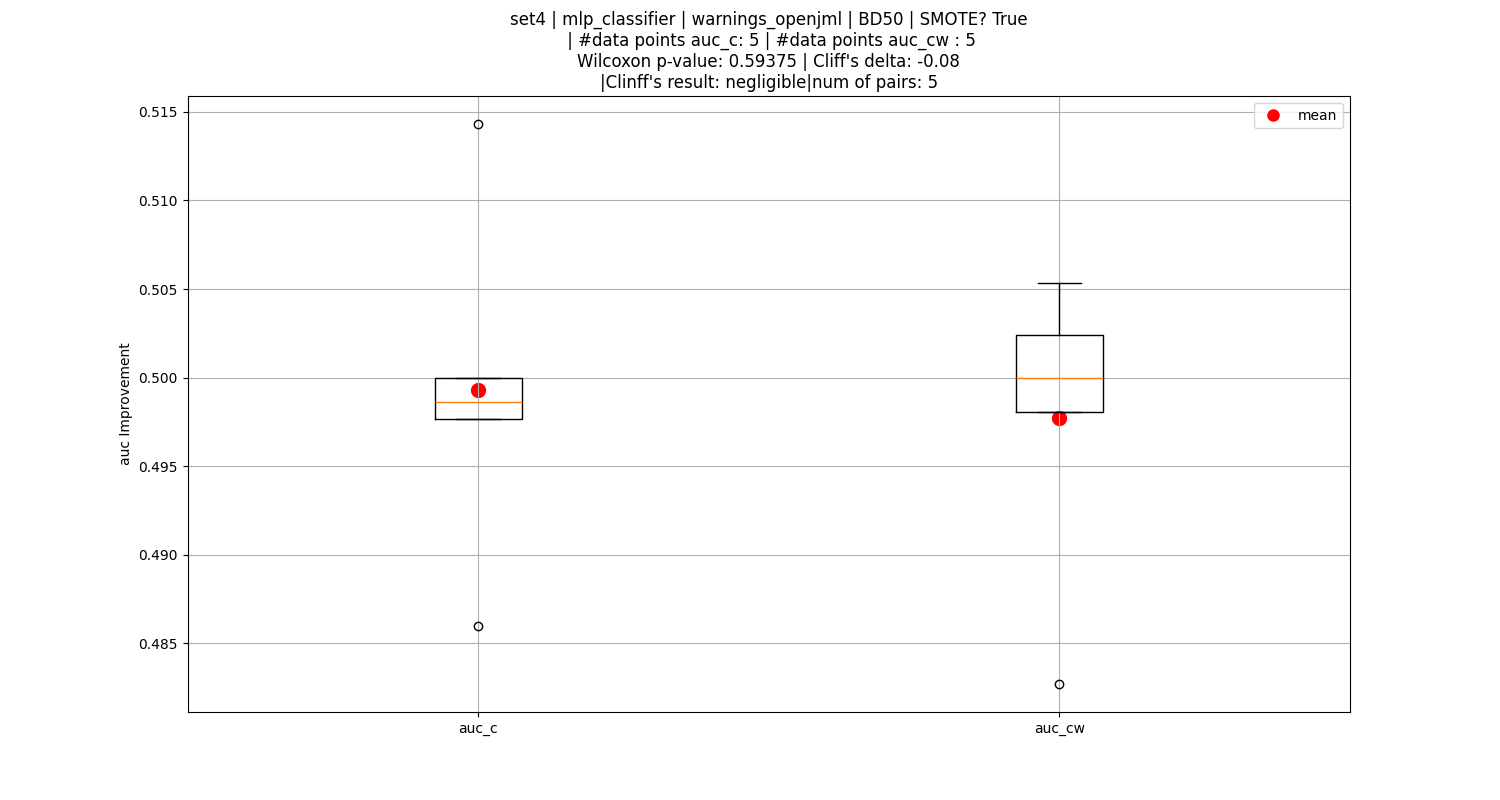 set4 | mlp_classifier | warnings_openjml | BD50 | SMOTE? True
| #data points auc_c: 5 | #data points auc_cw : 5
Wilcoxon p-value: 0.59375 | Cliff's delta: -0.08
|Clinff's result: negligible|num of pairs: 5
mean
0.515
0.510
0.505
0.500
0.495
0.490
0.485
auc Improvement
auc_c
auc_cw